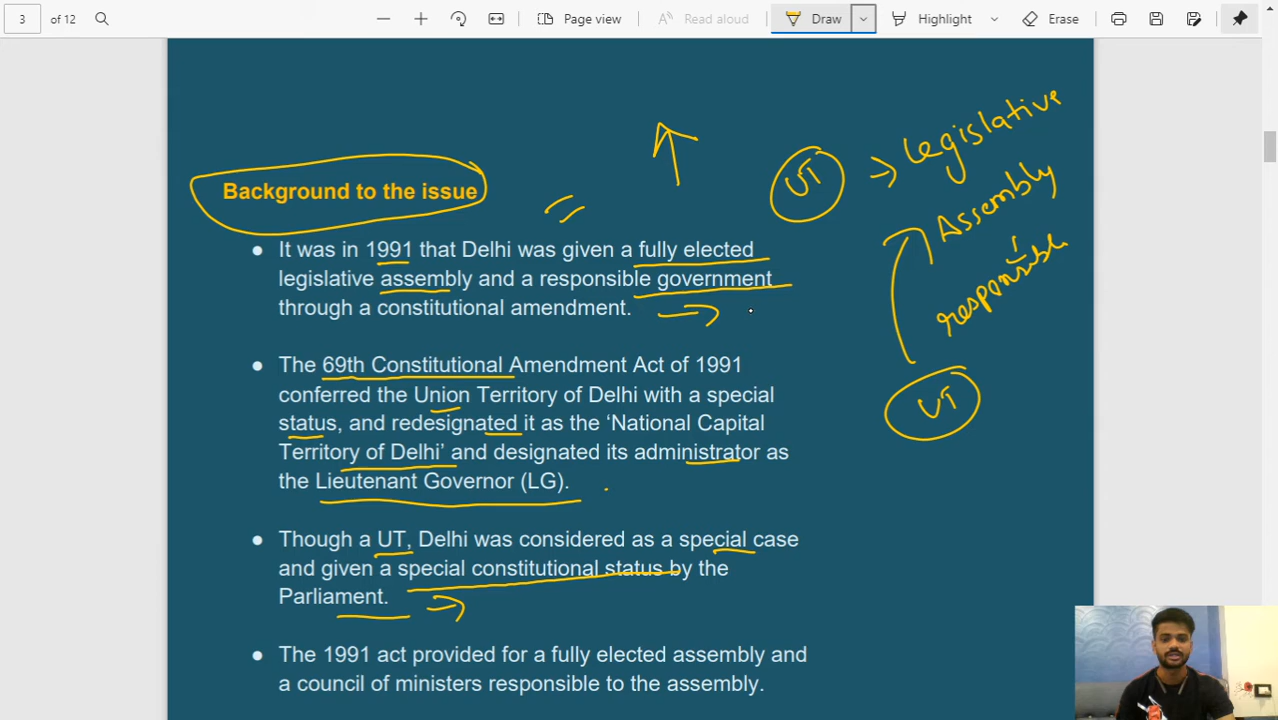 3
of 12
Page view
Read aloud
Draw
Highlight
Erase
Background to the issue
It was in 1991 that Delhi was given a fully elected
legislative assembly and a responsible government
through a constitutional amendment.
The 69th Constitutional Amendment Act of 1991
conferred the Union Territory of Delhi with a special
status, and redesignated it as the ‘National Capital
Territory of Delhi’ and designated its administrator as
the Lieutenant Governor (LG).
Though a UT, Delhi was considered as a special case
and given a special constitutional status by the
Parliament.
The 1991 act provided for a fully elected assembly and
a council of ministers responsible to the assembly.
UT ⇒ Legislative
Assembly
responsible
UT